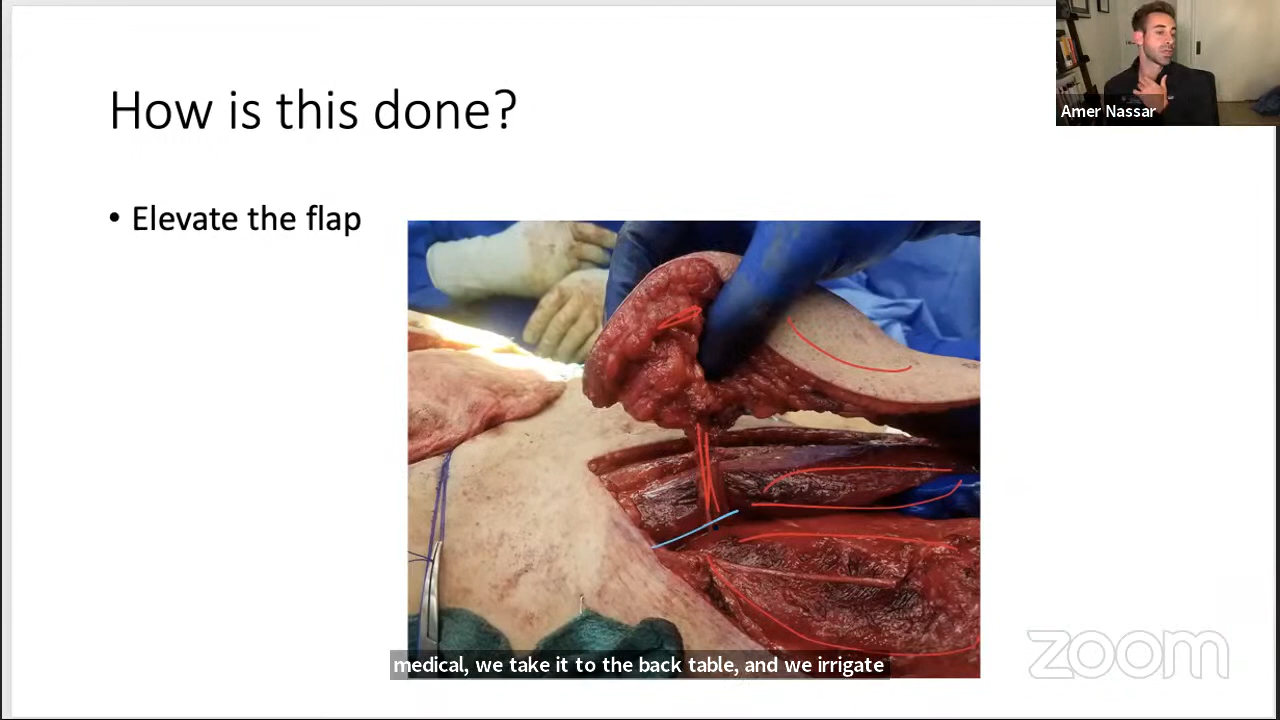 How is this done?
Amer Nassar
• Elevate the flap
zoom
medical, we take it to the back table, and we irrigate